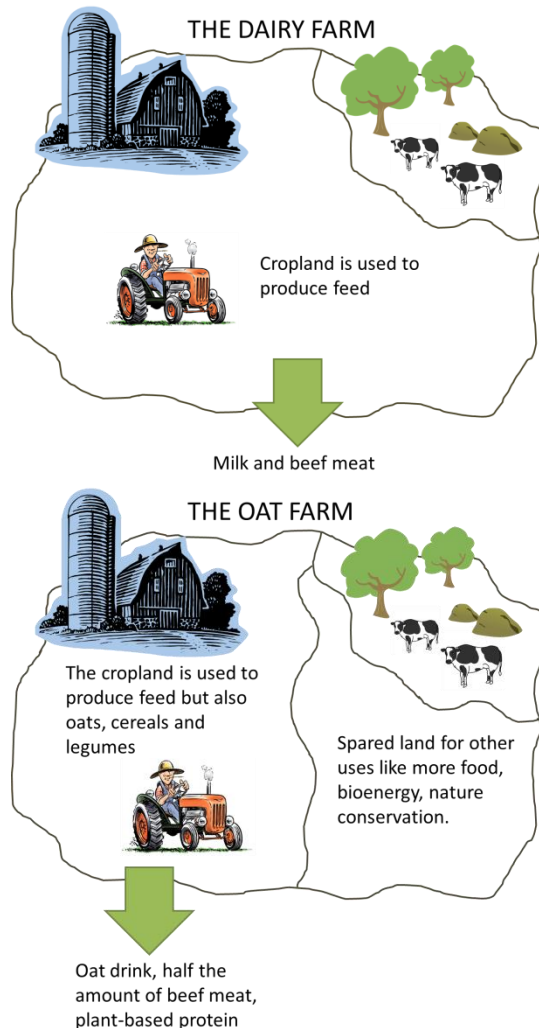 THE DAIRY FARM
Cropland is used to
produce feed
Milk and beef meat
THE OAT FARM
The cropland is used to
produce feed but also
oats, cereals and
legumes
Spared land for other
uses like more food,
bioenergy, nature
conservation.
Oat drink, half the
amount of beef meat,
plant-based protein